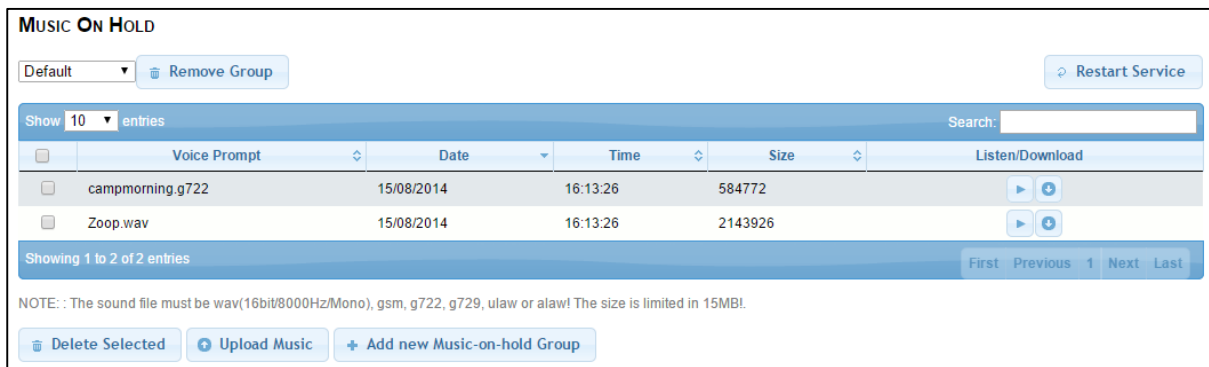 MUSIC ON HOLD
Default Remove Group Restart Service
Show 10 entries Search:
Voice Prompt Date Time Size Listen/Download
campmorning.g722 15/08/2014 16:13:26 584772
Zoop.wav 15/08/2014 16:13:26 2143926
Showing 1 to 2 of 2 entries First Previous 1 Next Last
NOTE: : The sound file must be wav(16bit/8000Hz/Mono), gsm, g722, g729, ulaw or alaw! The size is limited in 15MB!.
Delete Selected Upload Music Add new Music-on-hold Group